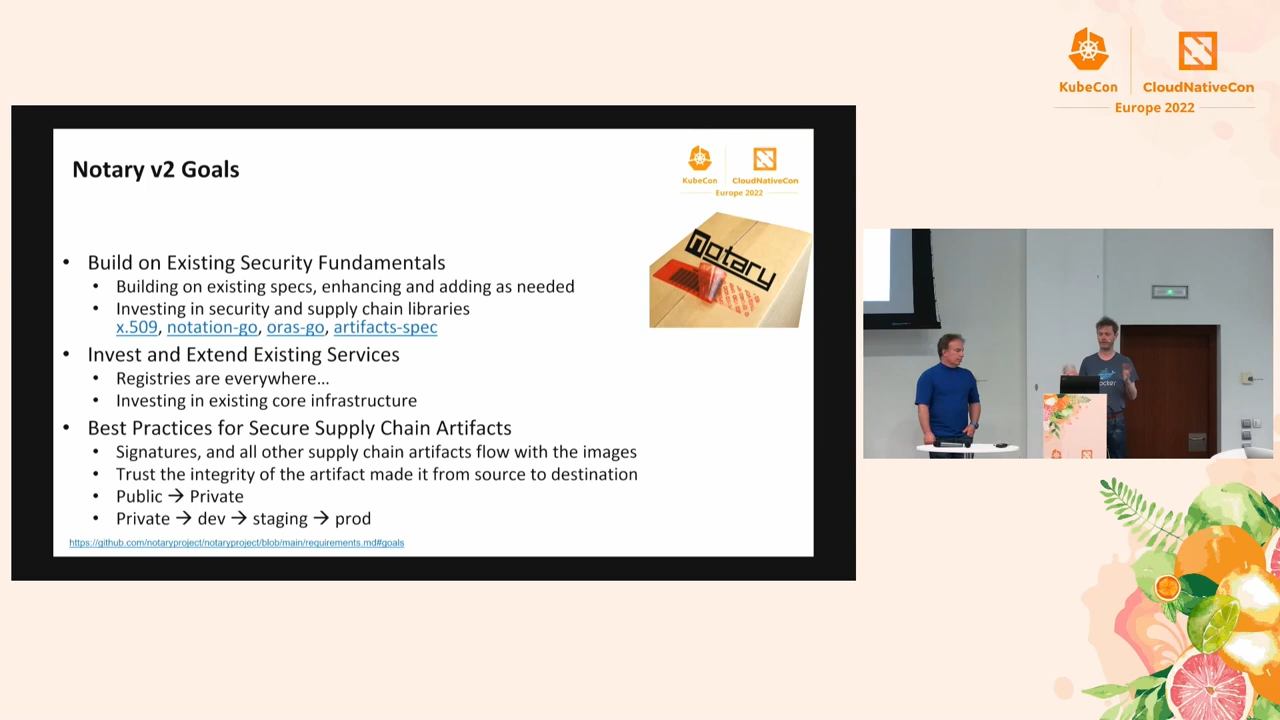 KubeCon
CloudNativeCon
Europe 2022
Notary v2 Goals
KubeCon
CloudNativeCon
Europe 2022
Notary
• Build on Existing Security Fundamentals
• Building on existing specs, enhancing and adding as needed
• Investing in security and supply chain libraries
x.509, notation-go, oras-go, artifacts-spec
• Invest and Extend Existing Services
• Registries are everywhere...
• Investing in existing core infrastructure
• Best Practices for Secure Supply Chain Artifacts
• Signatures, and all other supply chain artifacts flow with the images
• Trust the integrity of the artifact made it from source to destination
• Public → Private
• Private → dev → staging → prod
https://github.com/notaryproject/notaryproject/blob/main/requirements.md#goals